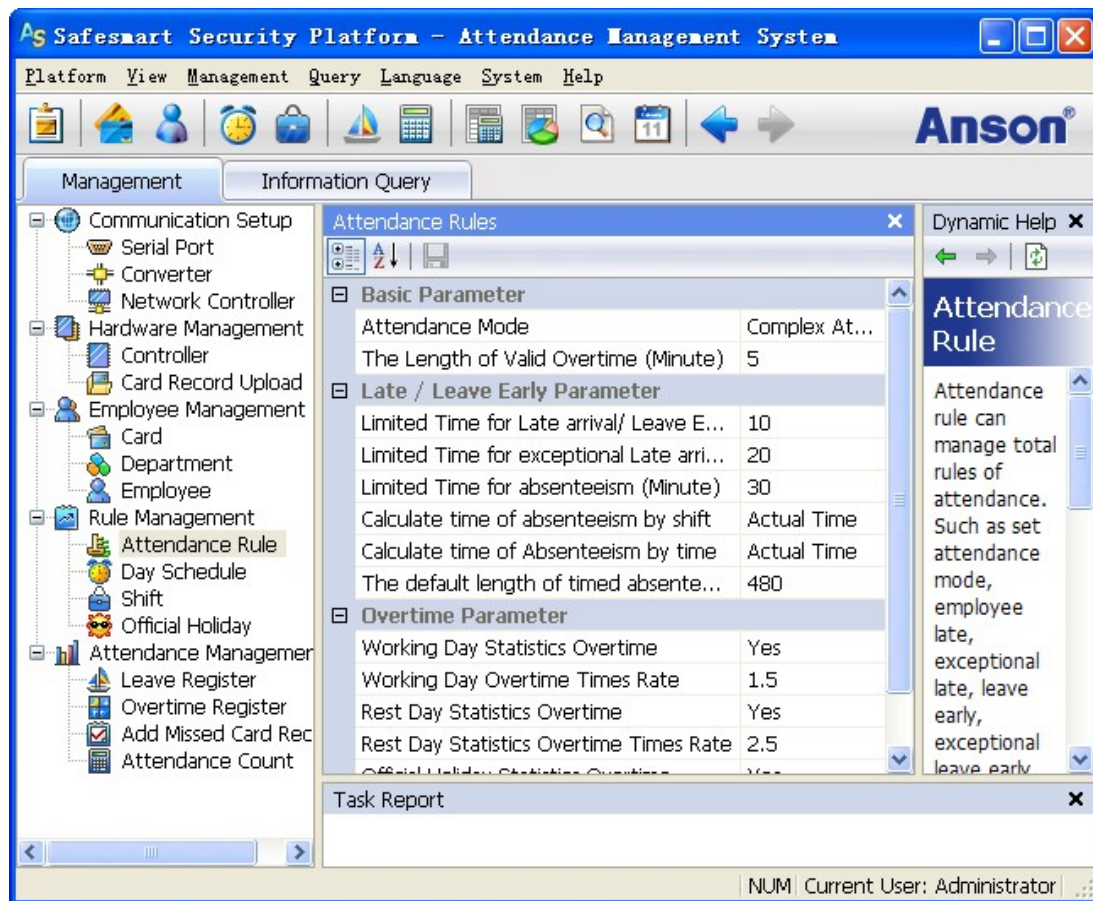 AS Safesmart Security Platform - Attendance Management System
Platform View Management Query Language System Help
11
Anson®
Management Information Query
Communication Setup
Serial Port
Converter
Network Controller
Hardware Management
Controller
Card Record Upload
Employee Management
Card
Department
Employee
Rule Management
Attendance Rule
Day Schedule
Shift
Official Holiday
Attendance Managemer
Leave Register
Overtime Register
Add Missed Card Rec
Attendance Count
Attendance Rules
Basic Parameter
Attendance Mode Complex At...
The Length of Valid Overtime (Minute) 5
Late / Leave Early Parameter
Limited Time for Late arrival/ Leave E... 10
Limited Time for exceptional Late arri... 20
Limited Time for absenteeism (Minute) 30
Calculate time of absenteeism by shift Actual Time
Calculate time of Absenteeism by time Actual Time
The default length of timed absente... 480
Overtime Parameter
Working Day Statistics Overtime Yes
Working Day Overtime Times Rate 1.5
Rest Day Statistics Overtime Yes
Rest Day Statistics Overtime Times Rate 2.5
Official Holiday Statistics Overtime Yes
Dynamic Help
Attendance
Rule
Attendance
rule can
manage total
rules of
attendance.
Such as set
attendance
mode,
employee
late,
exceptional
late, leave
early,
exceptional
leave early
Task Report
NUM Current User: Administrator